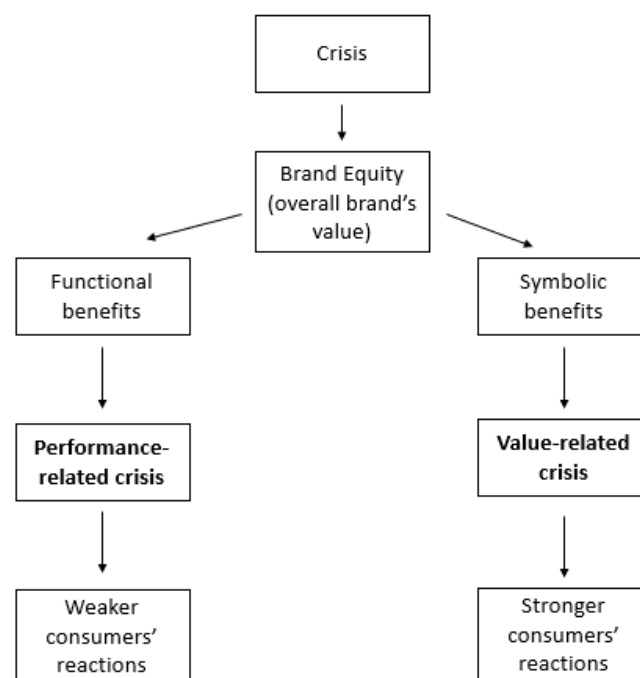 Crisis
Brand Equity
(overall brand's
value)
Functional
benefits
Symbolic
benefits
Performance-
related crisis
Value-related
crisis
Weaker
consumers'
reactions
Stronger
consumers'
reactions